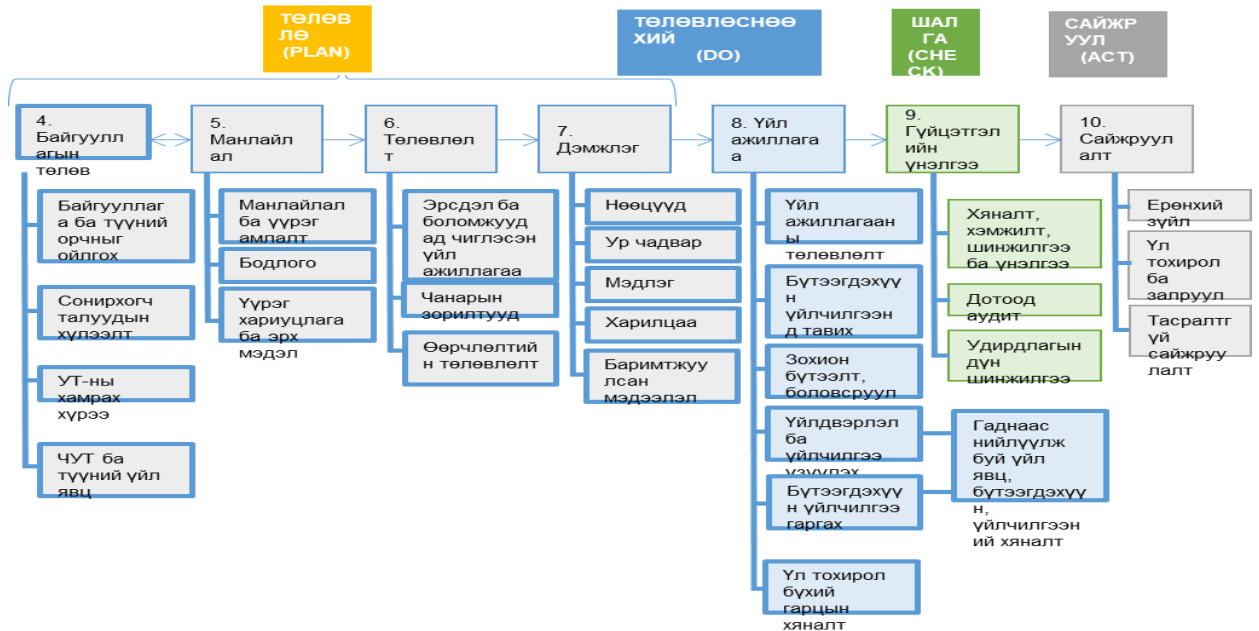 ТӨЛӨВ
ЛӨ
(PLAN)
ТӨЛӨВЛӨСНӨӨ
ХИЙ
(DO)
ШАЛ
ГА
(CHE
CK)
САЙЖР
УУЛ
(ACT)
4.
Байгуулл
агын
төлөв
5.
Манлайл
ал
6.
Төлөвлөл
т
7.
Дэмжлэг
8. Үйл
ажиллага
а
9.
Гүйцэтгэл
ийн
үнэлгээ
10.
Сайжруул
алт
Байгууллаг
а ба түүний
орчныг
ойлгох
Сонирхогч
талуудын
хүлээлт
УТ-ны
хамрах
хүрээ
ЧУТ ба
түүний үйл
явц
Манлайлал
ба үүрэг
амлалт
Бодлого
Үүрэг
хариуцлага
ба эрх
мэдэл
Эрсдэл ба
боломжууд
ад чиглэсэн
үйл
ажиллагаа
Чанарын
зорилтууд
Өөрчлөлтий
н төлөвлөлт
Нөөцүүд
Ур чадвар
Мэдлэг
Харилцаа
Баримтжуу
лсан
мэдээлэл
Үйл
ажиллагаан
ы
төлөвлөлт
Бүтээгдэхүү
н
үйлчилгээн
д тавих
Зохион
бүтээлт,
боловсруул
Үйлдвэрлэл
ба
үйлчилгээ
үзүүлэх
Бүтээгдэхүү
н үйлчилгээ
гаргах
Үл тохирол
бүхий
гарцын
хяналт
Гаднаас
нийлүүлж
буй үйл
явц,
бүтээгдэхүү
н,
үйлчилгээн
ий хяналт
Хяналт,
хэмжилт,
шинжилгээ
ба үнэлгээ
Дотоод
аудит
Удирдлагын
дүн
шинжилгээ
Ерөнхий
зүйл
Үл
тохирол
ба
залруул
Тасралтг
үй
сайжруу
лалт